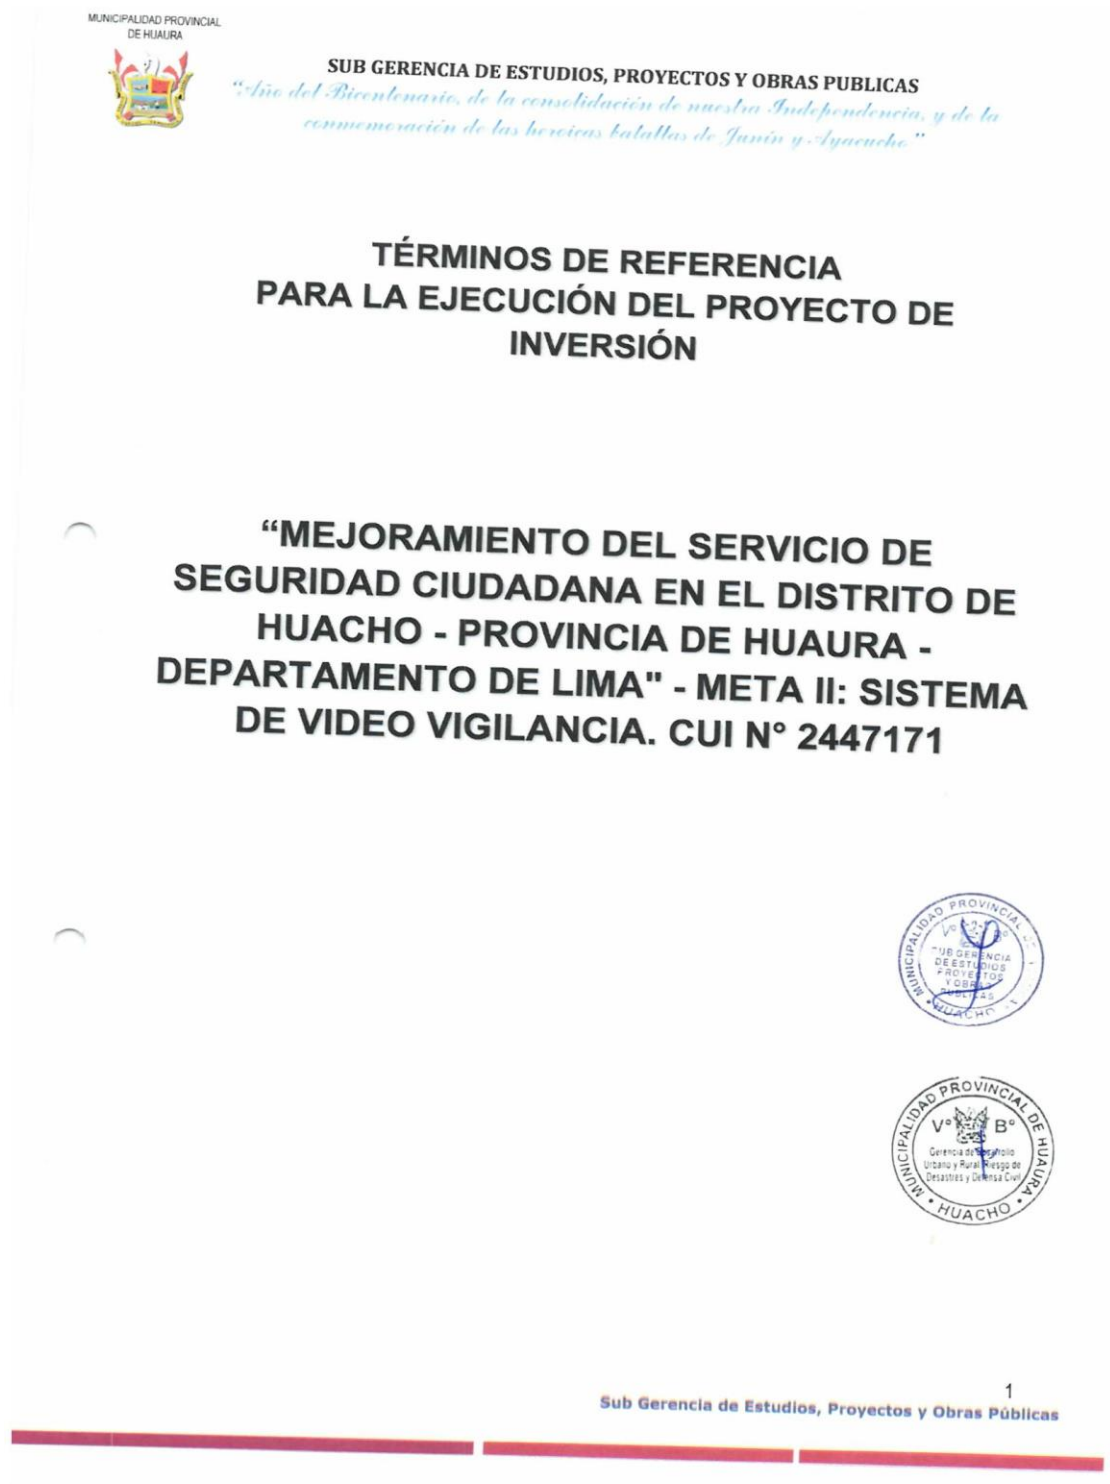 MUNICIPALIDAD PROVINCIAL
DE HUAURA
SUB GERENCIA DE ESTUDIOS, PROYECTOS Y OBRAS PUBLICAS
“Año del Bicentenario, de la consolidación de nuestra Independencia, y de la
conmemoración de las heroicas batallas de Junín y Ayacucho”
TÉRMINOS DE REFERENCIA
PARA LA EJECUCIÓN DEL PROYECTO DE
INVERSIÓN
“MEJORAMIENTO DEL SERVICIO DE
SEGURIDAD CIUDADANA EN EL DISTRITO DE
HUACHO - PROVINCIA DE HUAURA -
DEPARTAMENTO DE LIMA" - META II: SISTEMA
DE VIDEO VIGILANCIA. CUI N° 2447171
MUNICIPALIDAD PROVINCIAL DE
V° B°
SUB GERENCIA
DE ESTUDIOS
PROYECTOS
Y OBRAS
PUBLICAS
HUACHO
MUNICIPALIDAD PROVINCIAL DE HUAURA
V° B°
Gerencia de Desarrollo
Urbano y Rural Riesgo de
Desastres y Defensa Civil
• HUACHO •
1
Sub Gerencia de Estudios, Proyectos y Obras Públicas